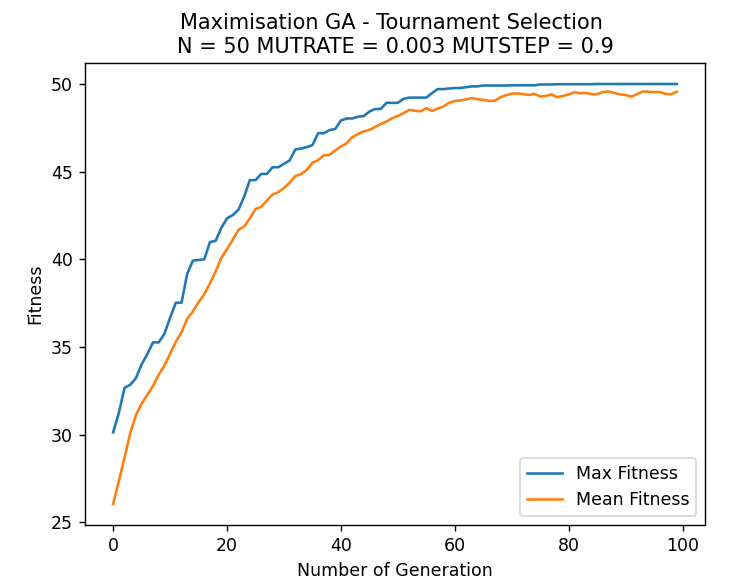 Maximisation GA - Tournament Selection
N = 50 MUTRATE = 0.003 MUTSTEP = 0.9
50
45
40
35
30
25
Fitness
Max Fitness
Mean Fitness
0 20 40 60 80 100
Number of Generation